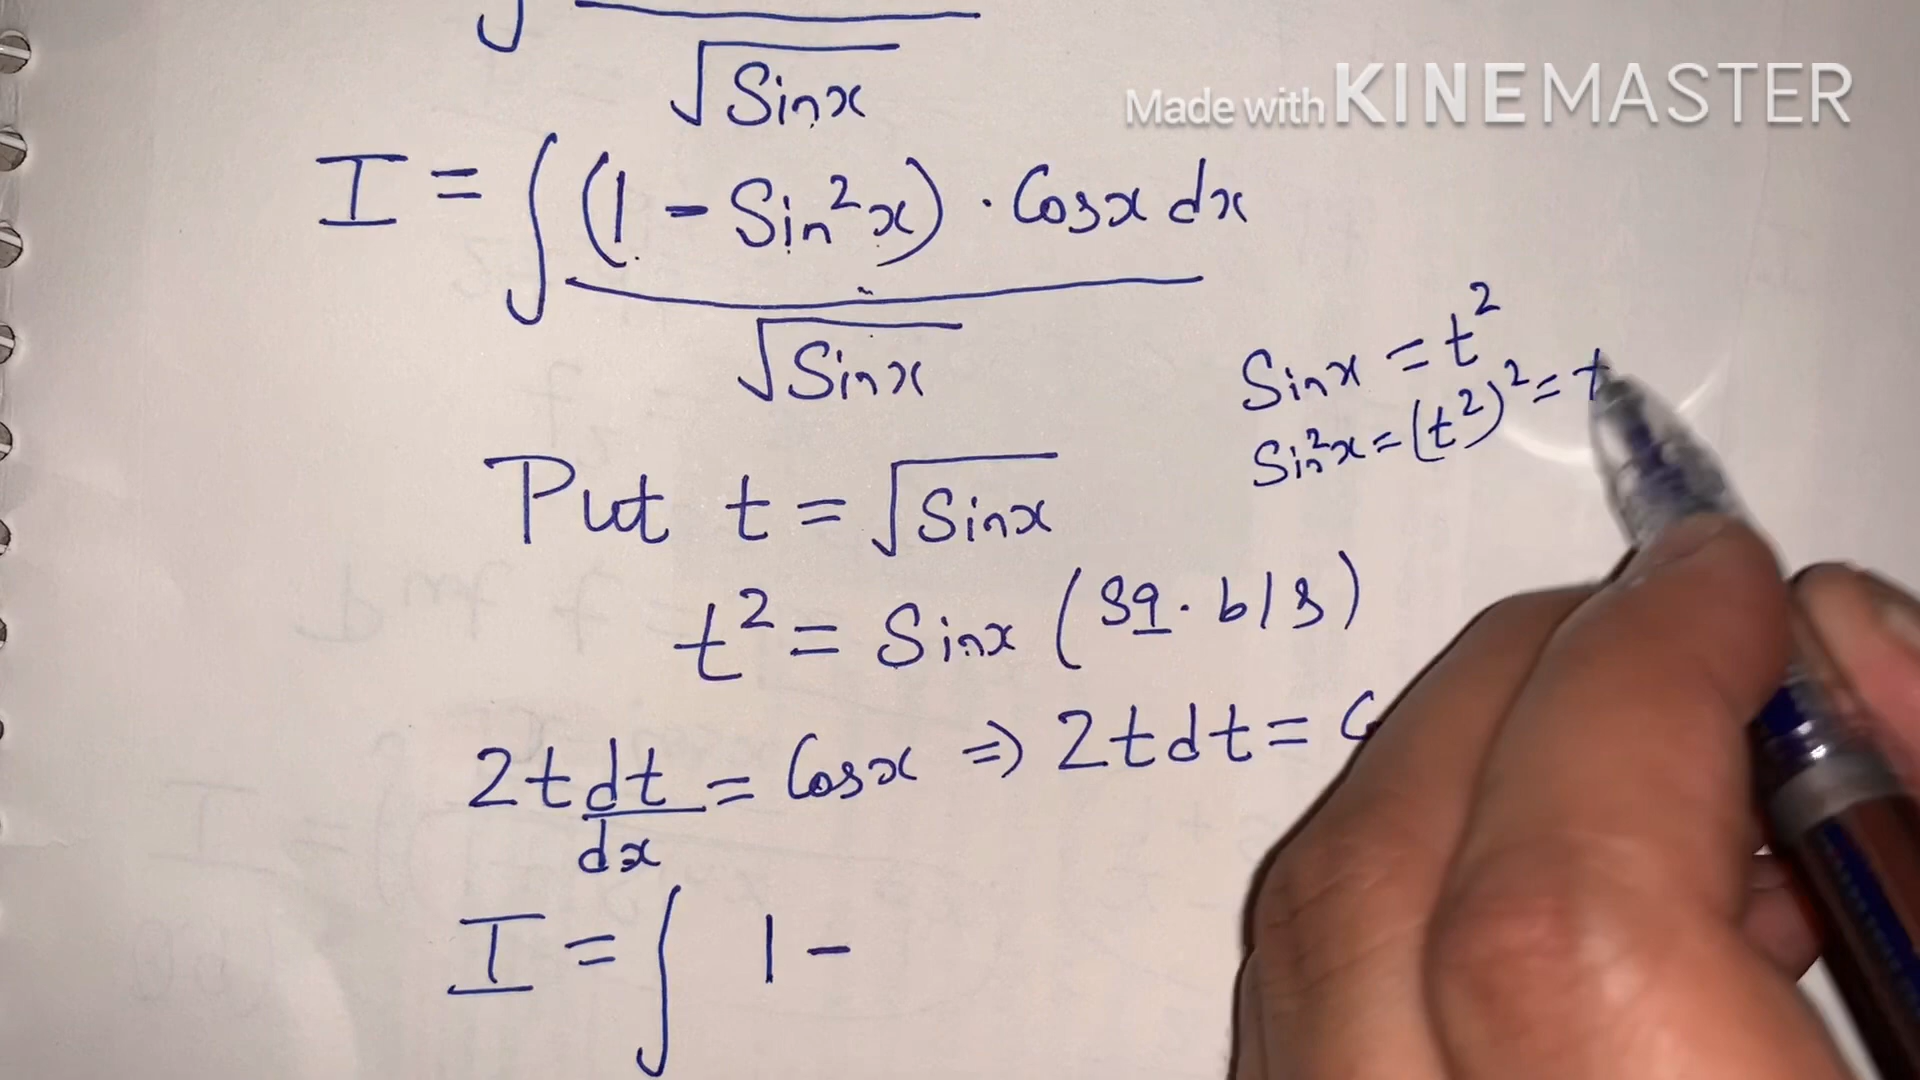 ∫ ———
√Sinx
Made with KINEMASTER
I = ∫ (1 - Sin²x) · Cosx dx
√Sinx
Sinx = t²
Sin²x = (t²)² = t
Put t = √Sinx
t² = Sinx (sq. b/s)
2t dt/dx = Cosx => 2tdt = C
I = ∫ 1 -